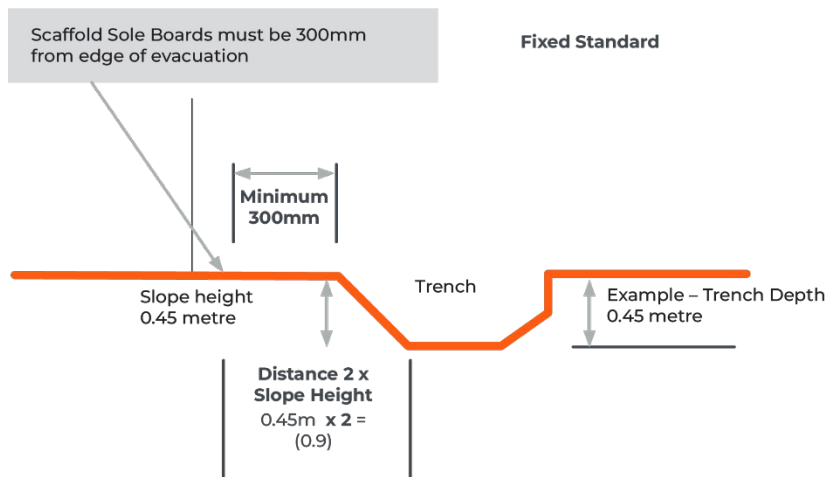 Scaffold Sole Boards must be 300mm
from edge of evacuation
Fixed Standard
Minimum
300mm
Slope height
0.45 metre
Trench
Example – Trench Depth
0.45 metre
Distance 2 x
Slope Height
0.45m x 2 =
(0.9)